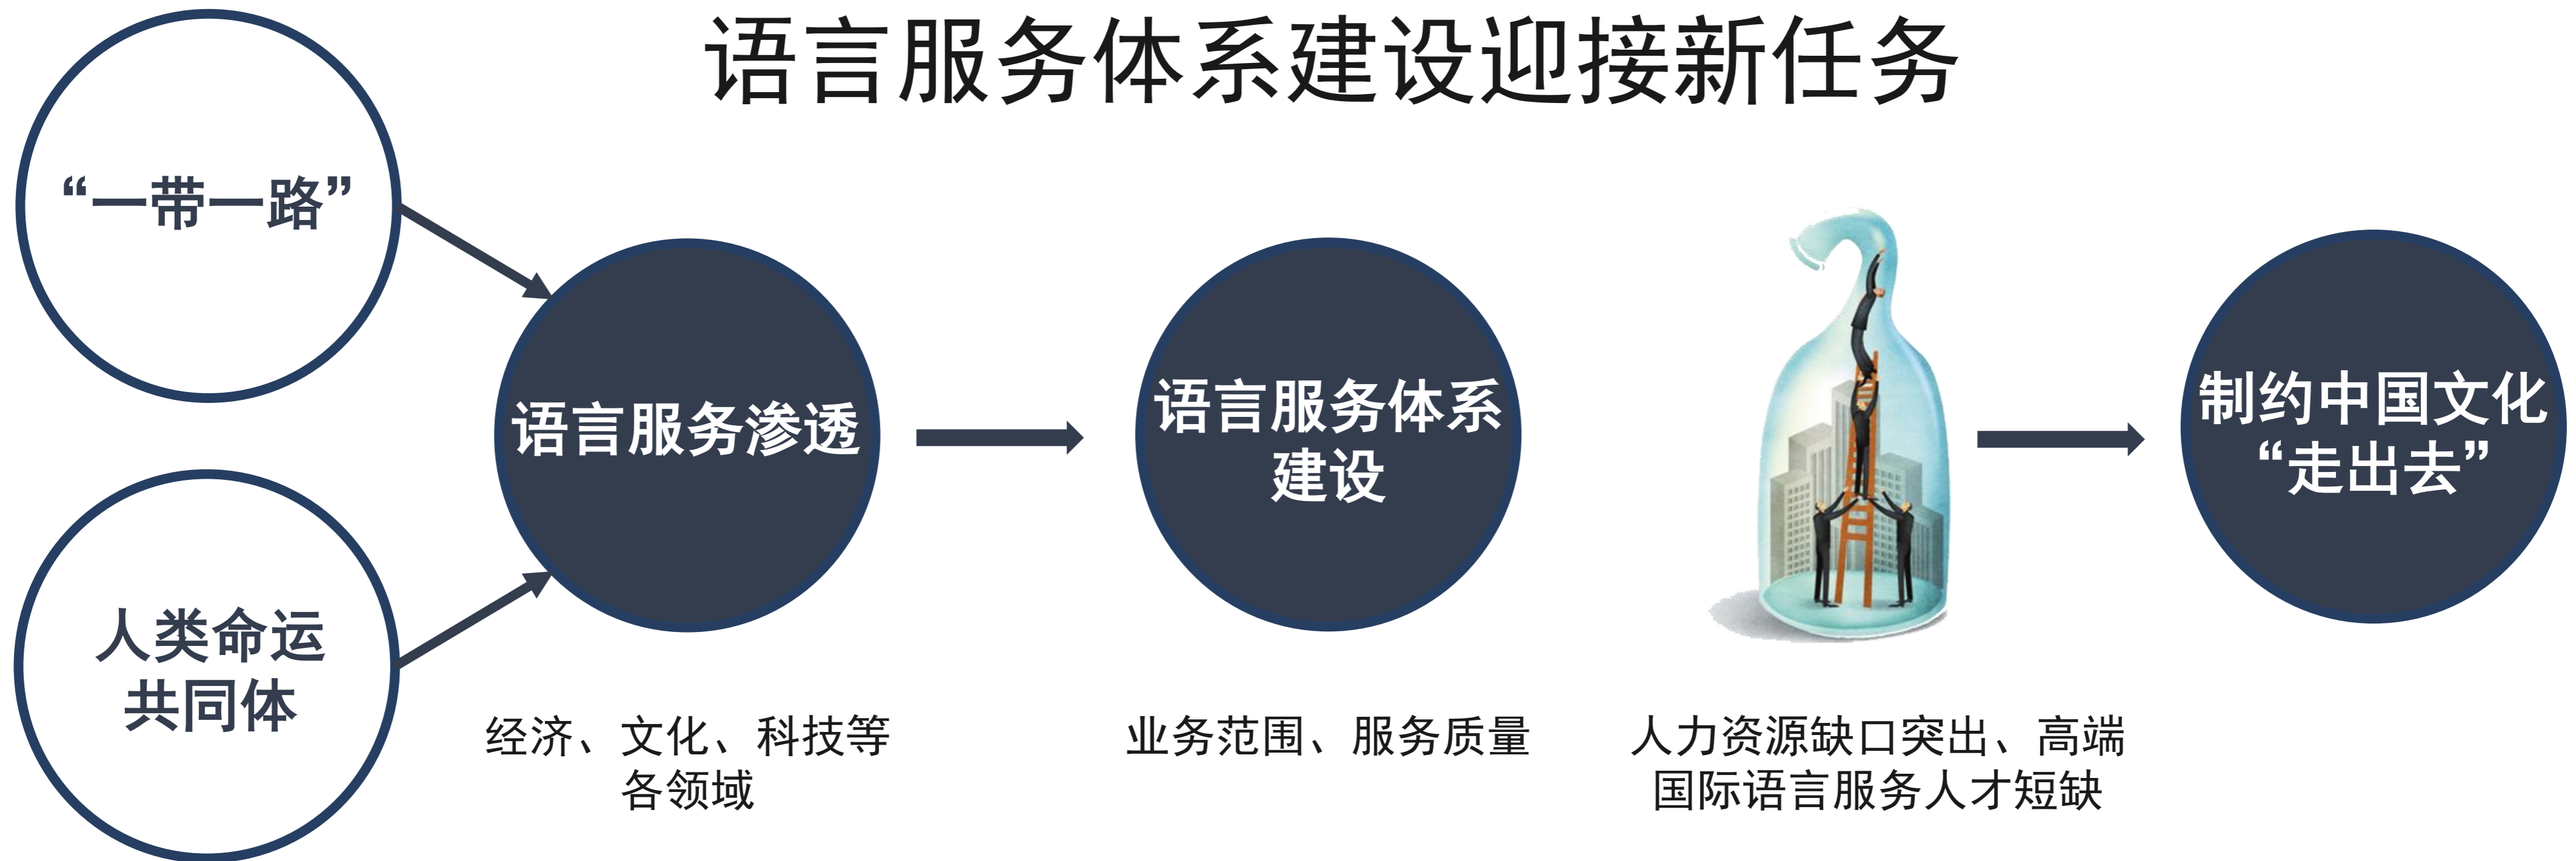 语言服务体系建设迎接新任务
“一带一路”
人类命运
共同体
语言服务渗透
经济、文化、科技等
各领域
语言服务体系
建设
业务范围、服务质量
人力资源缺口突出、高端
国际语言服务人才短缺
制约中国文化
“走出去”